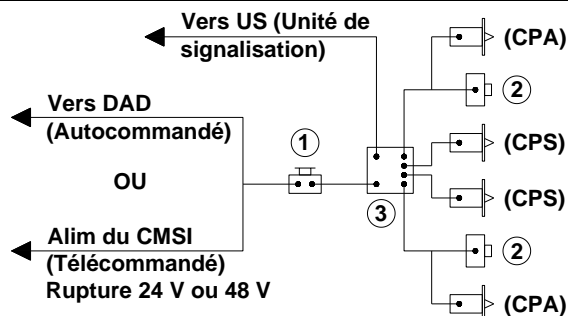 Vers US (Unité de
signalisation)
(CPA)
2
Vers DAD
(Autocommandé)
1
(CPS)
OU
(CPS)
3
Alim du CMSI
(Télécommandé)
Rupture 24 V ou 48 V
2
(CPA)